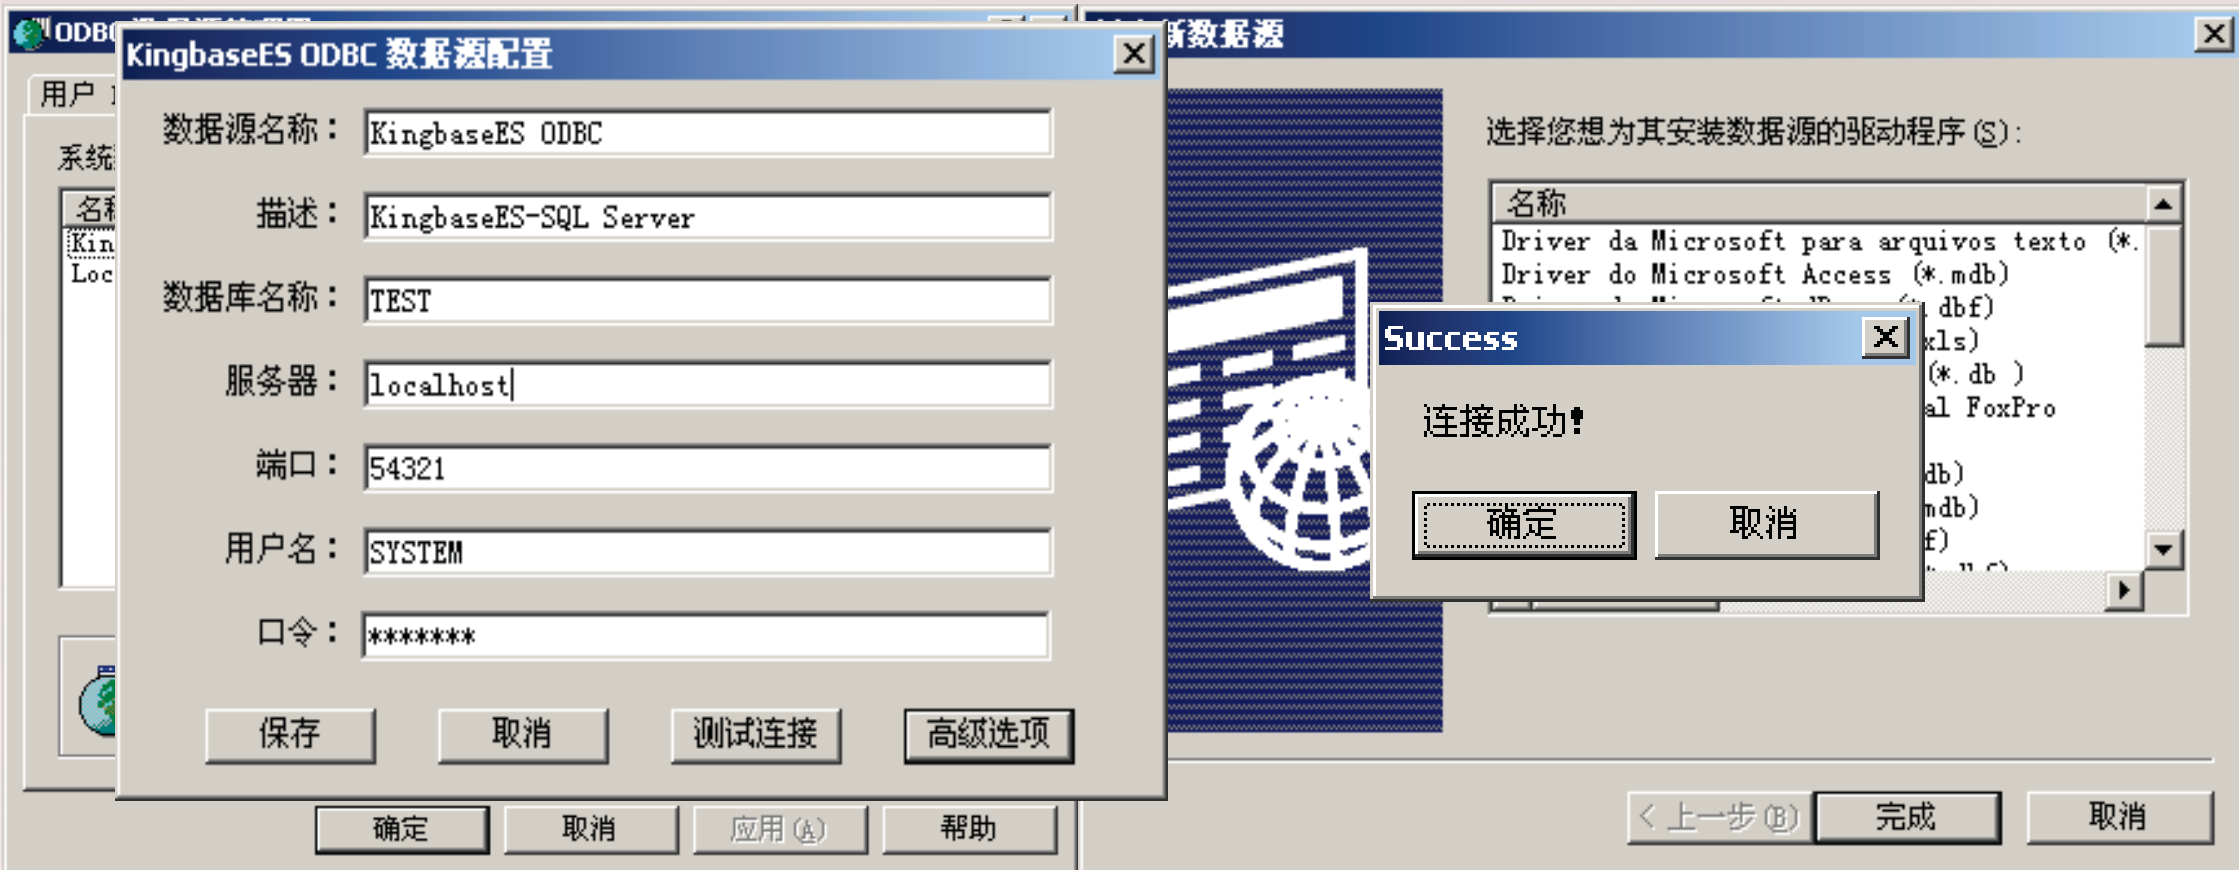 KingbaseES ODBC 数据源配置
数据源名称：
KingbaseES ODBC
描述：
KingbaseES-SQL Server
数据库名称：
TEST
服务器：
localhost
端口：
54321
用户名：
SYSTEM
口令：
*******
保存
取消
测试连接
高级选项
ODBC
用户
系统
名称
Kin
Loc
确定
取消
应用(A)
帮助
新数据源
选择您想为其安装数据源的驱动程序(S):
名称
Driver da Microsoft para arquivos texto (*.
Driver do Microsoft Access (*.mdb)
dbf)
xls)
(*.db )
al FoxPro
db)
mdb)
f)
Success
连接成功!
确定
取消
< 上一步(B)
完成
取消